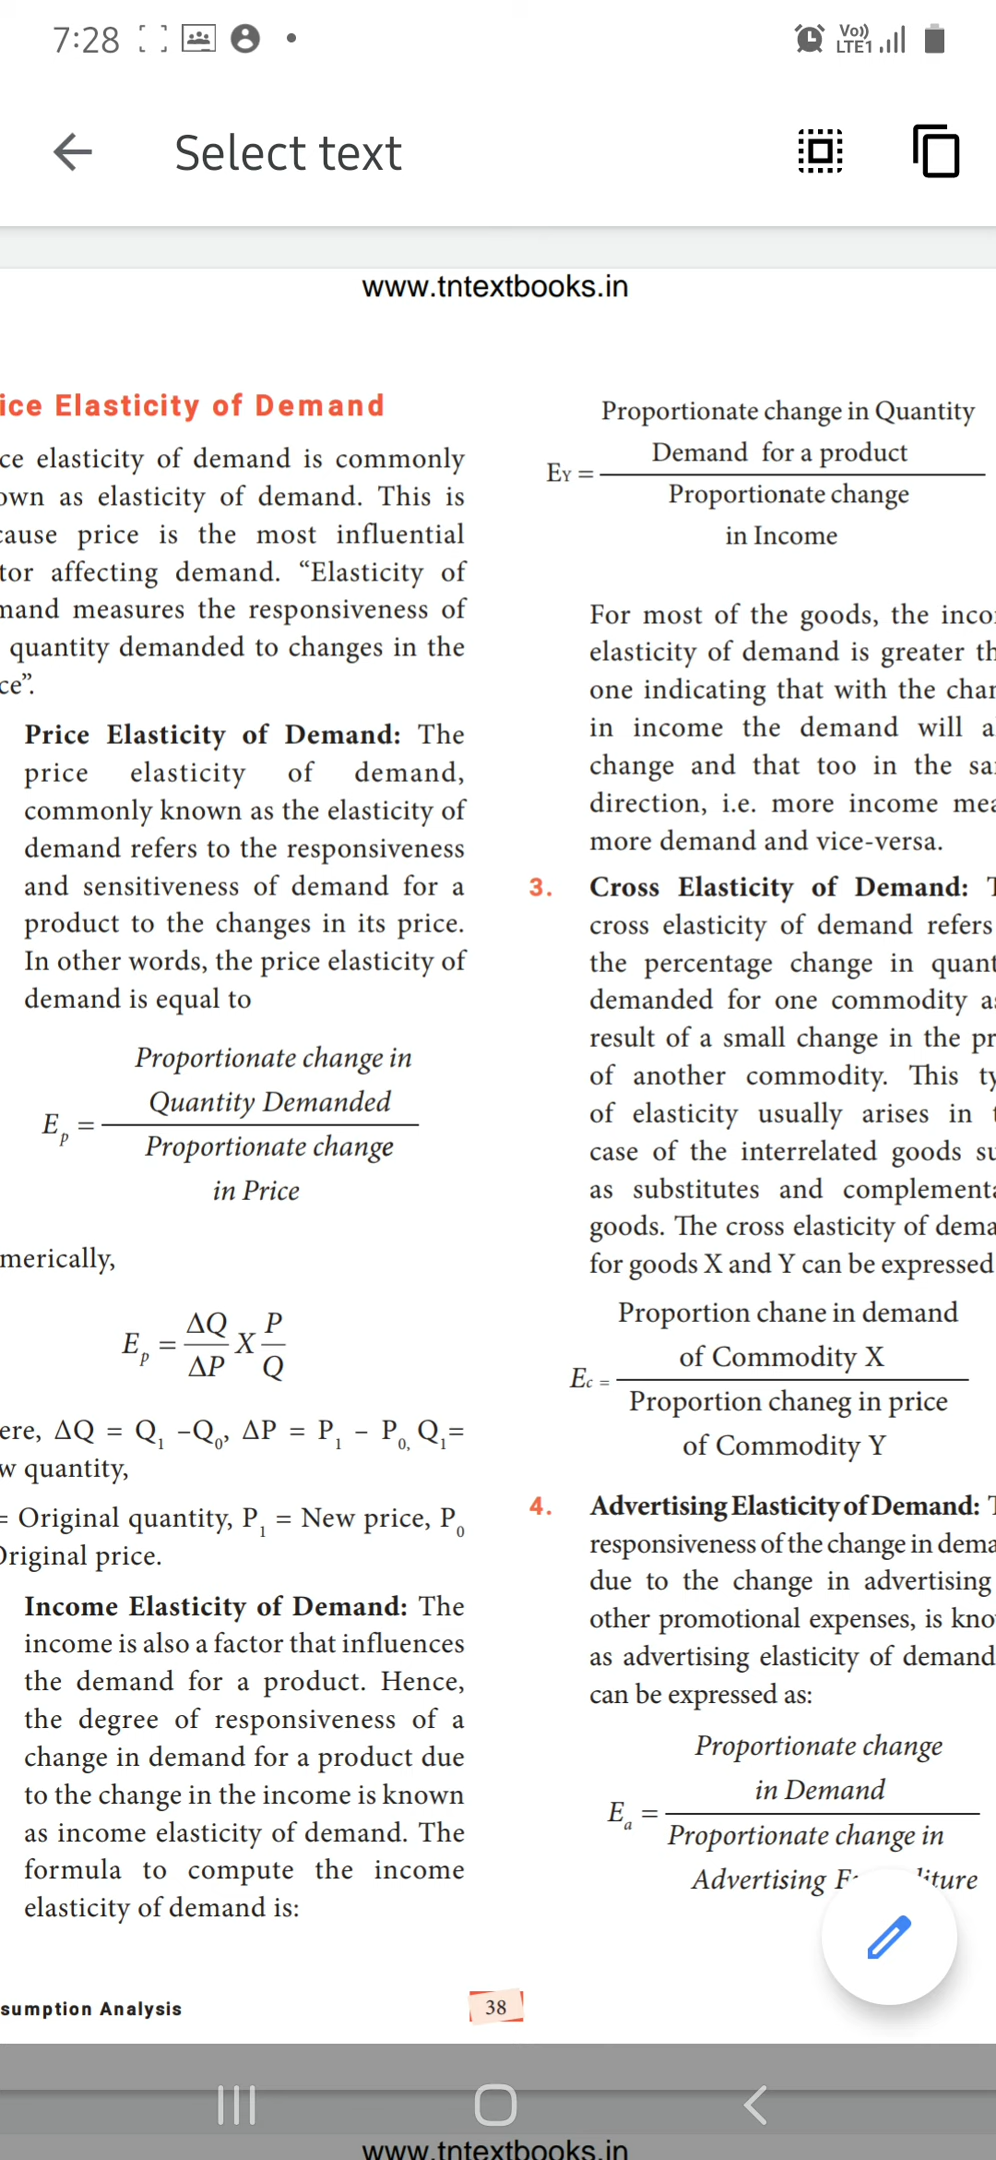 7:28
Vo))
LTE1
Select text
www.tntextbooks.in
ice Elasticity of Demand
ce elasticity of demand is commonly
own as elasticity of demand. This is
cause price is the most influential
tor affecting demand. “Elasticity of
mand measures the responsiveness of
quantity demanded to changes in the
ce”.
Price Elasticity of Demand: The
price elasticity of demand,
commonly known as the elasticity of
demand refers to the responsiveness
and sensitiveness of demand for a
product to the changes in its price.
In other words, the price elasticity of
demand is equal to
Proportionate change in
Quantity Demanded
Ep =
Proportionate change
in Price
merically,
Ep = ΔQ/ΔP X P/Q
ere, ΔQ = Q1 –Q0, ΔP = P1 – P0, Q1=
w quantity,
= Original quantity, P1 = New price, P0
Original price.
Income Elasticity of Demand: The
income is also a factor that influences
the demand for a product. Hence,
the degree of responsiveness of a
change in demand for a product due
to the change in the income is known
as income elasticity of demand. The
formula to compute the income
elasticity of demand is:
Proportionate change in Quantity
Demand for a product
EY =
Proportionate change
in Income
For most of the goods, the inco
elasticity of demand is greater th
one indicating that with the chan
in income the demand will a
change and that too in the sa
direction, i.e. more income mea
more demand and vice-versa.
3. Cross Elasticity of Demand: T
cross elasticity of demand refers
the percentage change in quant
demanded for one commodity as
result of a small change in the pr
of another commodity. This ty
of elasticity usually arises in t
case of the interrelated goods su
as substitutes and complementa
goods. The cross elasticity of dema
for goods X and Y can be expressed
Proportion chane in demand
of Commodity X
Ec =
Proportion chaneg in price
of Commodity Y
4. Advertising Elasticity of Demand: T
responsiveness of the change in dema
due to the change in advertising
other promotional expenses, is kno
as advertising elasticity of demand
can be expressed as:
Proportionate change
in Demand
Ea =
Proportionate change in
Advertising
sumption Analysis
38
www.tntextbooks.in